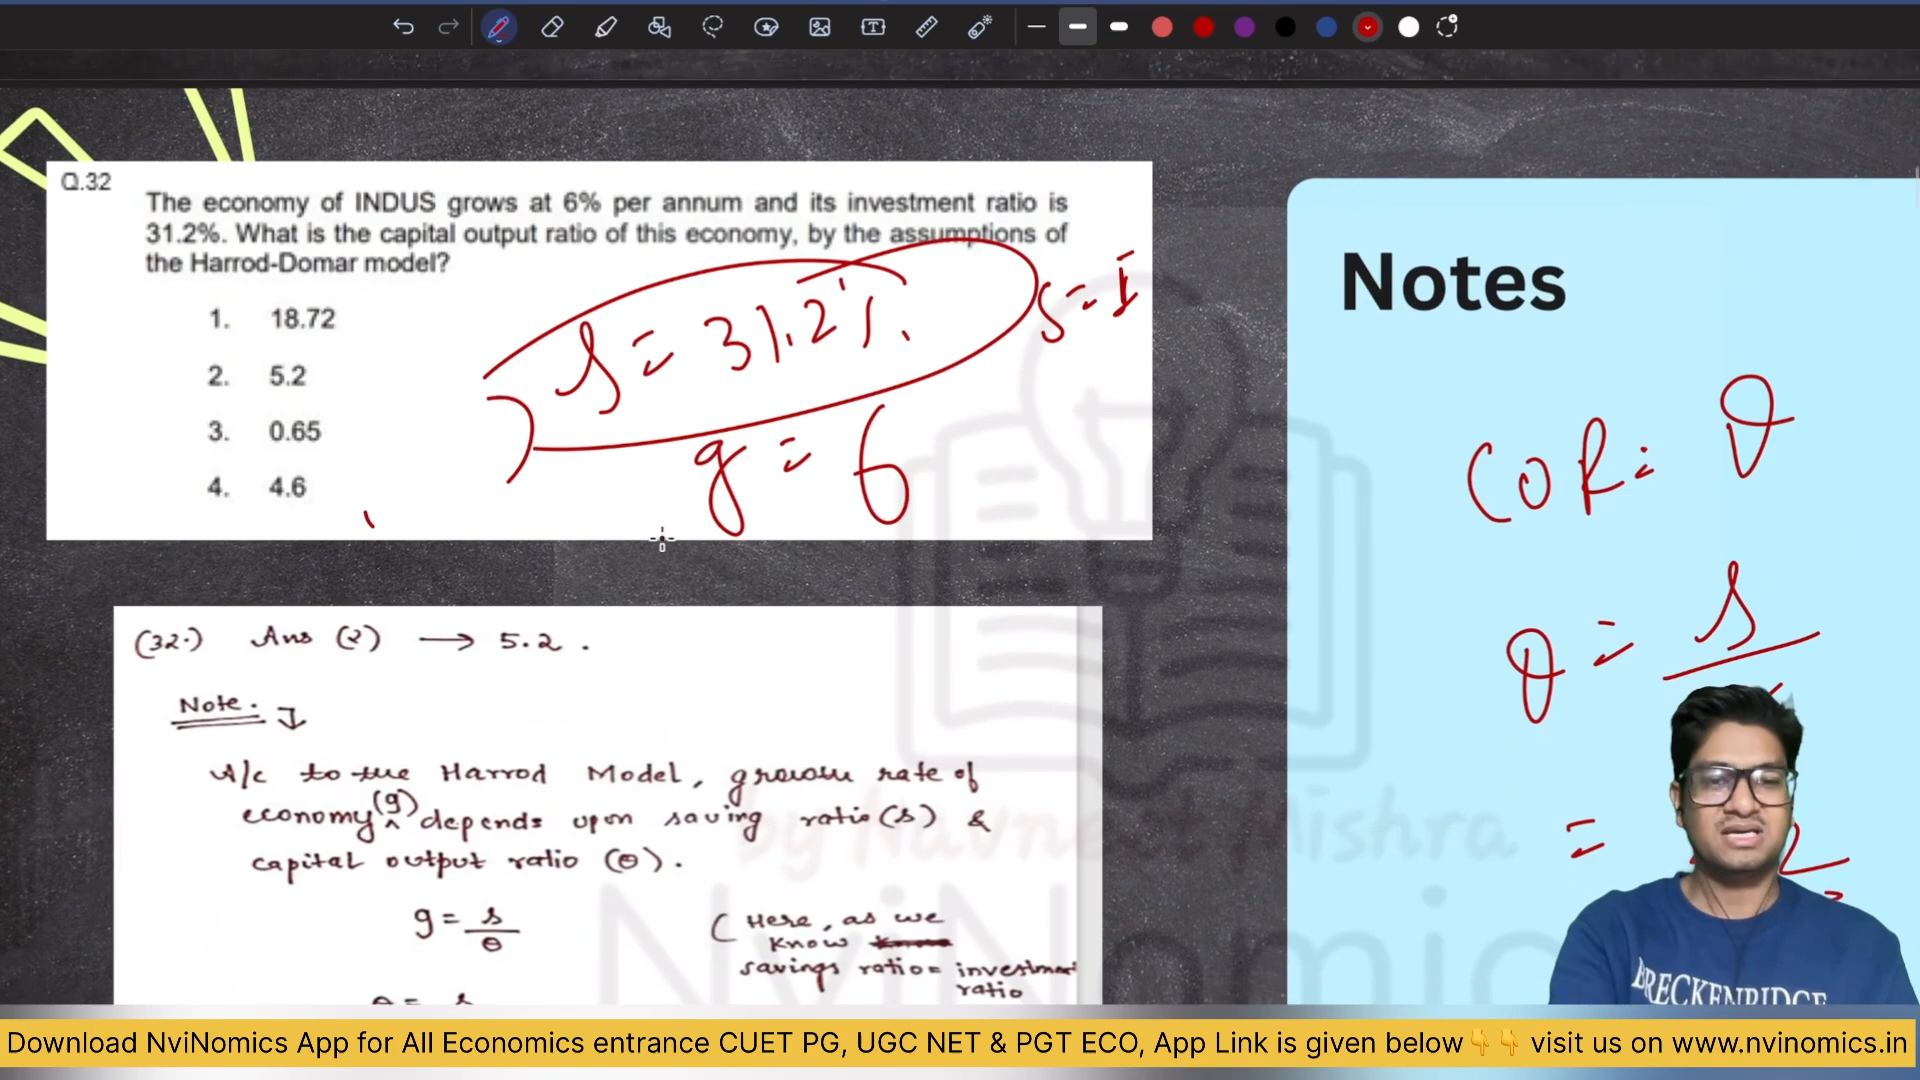 Q.32
The economy of INDUS grows at 6% per annum and its investment ratio is
31.2%. What is the capital output ratio of this economy, by the assumptions of
the Harrod-Domar model?
1. 18.72
2. 5.2
3. 0.65
4. 4.6
s = 31.2%
S = I
g = 6
(32.) Ans (2) → 5.2 .
Note. ↓
A/c to the Harrod Model, growth rate of
economy (g) depends upon saving ratio (s) &
capital output ratio (θ).
g = s/θ
( Here, as we
know
savings ratio = investment
ratio
Notes
COR = θ
θ = s
=
by Navneet Mishra
NviNomics
BRECKENRIDGE
Download NviNomics App for All Economics entrance CUET PG, UGC NET & PGT ECO, App Link is given below👇👇 visit us on www.nvinomics.in